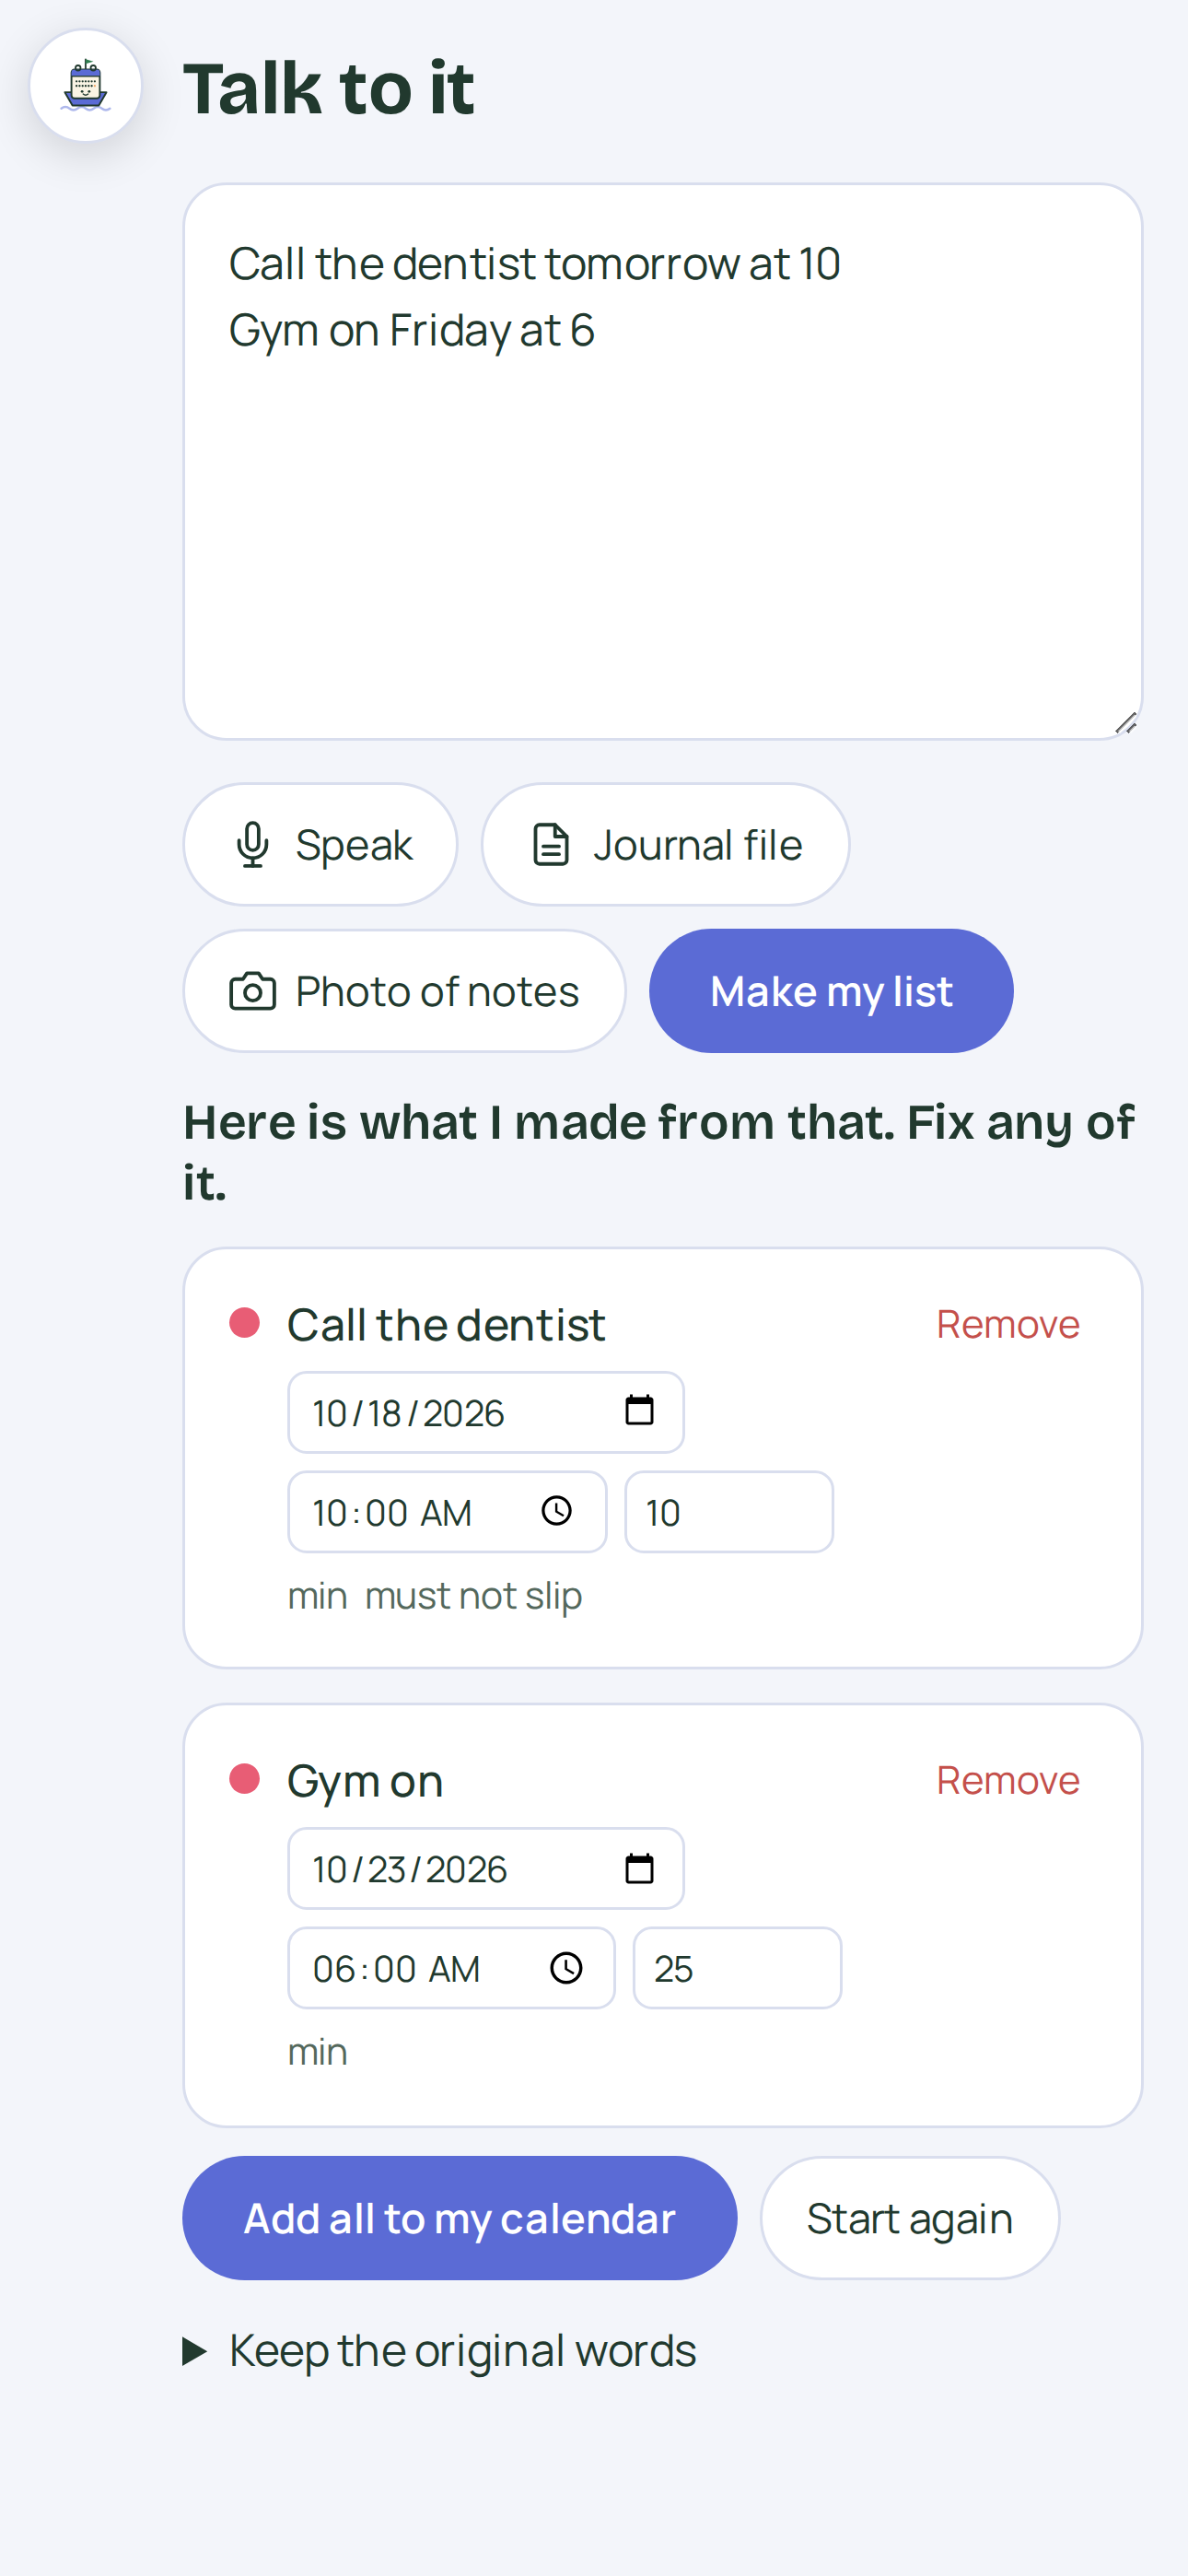 Talk to it
Call the dentist tomorrow at 10
Gym on Friday at 6
Speak
Journal file
Photo of notes
Make my list
Here is what I made from that. Fix any of
it.
Call the dentist
Remove
10/18/2026
10:00 AM
10
min must not slip
Gym on
Remove
10/23/2026
06:00 AM
25
min
Add all to my calendar
Start again
Keep the original words